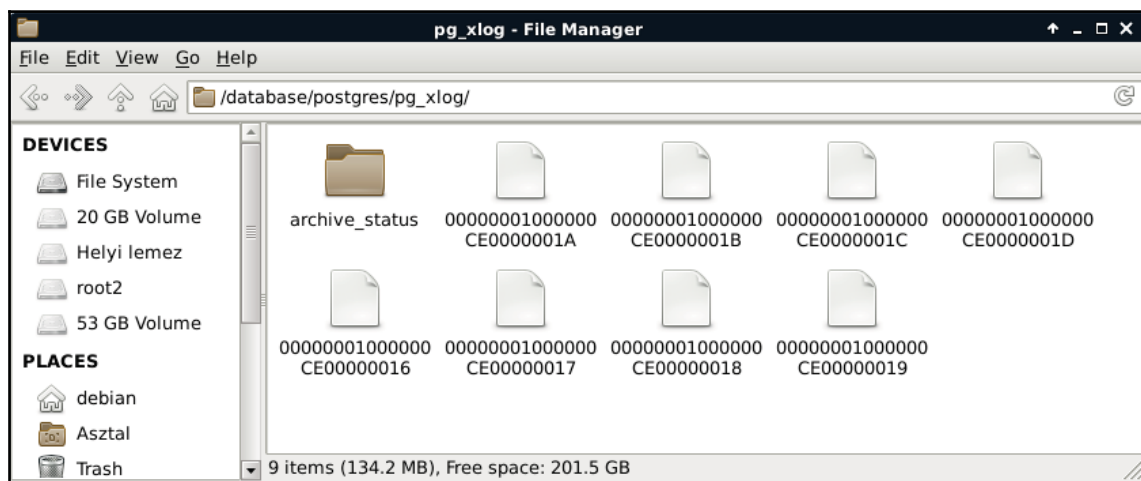 pg_xlog - File Manager
File Edit View Go Help
/database/postgres/pg_xlog/
DEVICES
File System
20 GB Volume
Helyi lemez
root2
53 GB Volume
PLACES
debian
Asztal
Trash
archive_status
00000001000000
CE0000001A
00000001000000
CE0000001B
00000001000000
CE0000001C
00000001000000
CE0000001D
00000001000000
CE00000016
00000001000000
CE00000017
00000001000000
CE00000018
00000001000000
CE00000019
9 items (134.2 MB), Free space: 201.5 GB